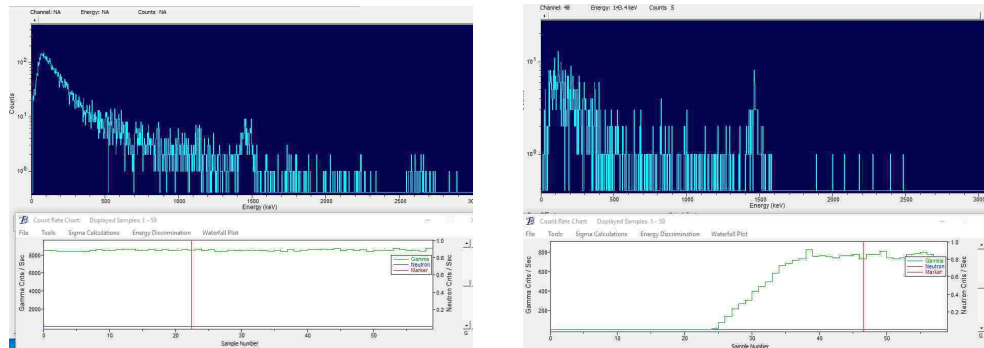 Channel: NA Energy: NA Counts: NA
10²
10¹
10⁰
Counts
0 500 1000 1500 2000 2500 3000
Energy (keV)
Count Rate Chart: Displayed Samples: 1 - 59
File Tools Sigma Calculations Energy Discrimination Waterfall Plot
8000
6000
4000
2000
Gamma Cnts / Sec
1.0
0.8
0.6
0.4
0.2
Neutron Cnts / Sec
Gamma
Neutron
Marker
0 10 20 30 40 50
Sample Number
Channel: 48 Energy: 143.4 keV Counts 5
10¹
10⁰
Counts
0 500 1000 1500 2000 2500 3000
Energy (keV)
Count Rate Chart: Displayed Samples: 1 -
File Tools Sigma Calculations Energy Discrimination Waterfall Plot
800
600
400
200
Gamma Cnts / Sec
1.0
0.8
0.6
0.4
0.2
Neutron Cnts / Sec
Gamma
Neutron
Marker
0 10 20 30 40 50
Sample Number